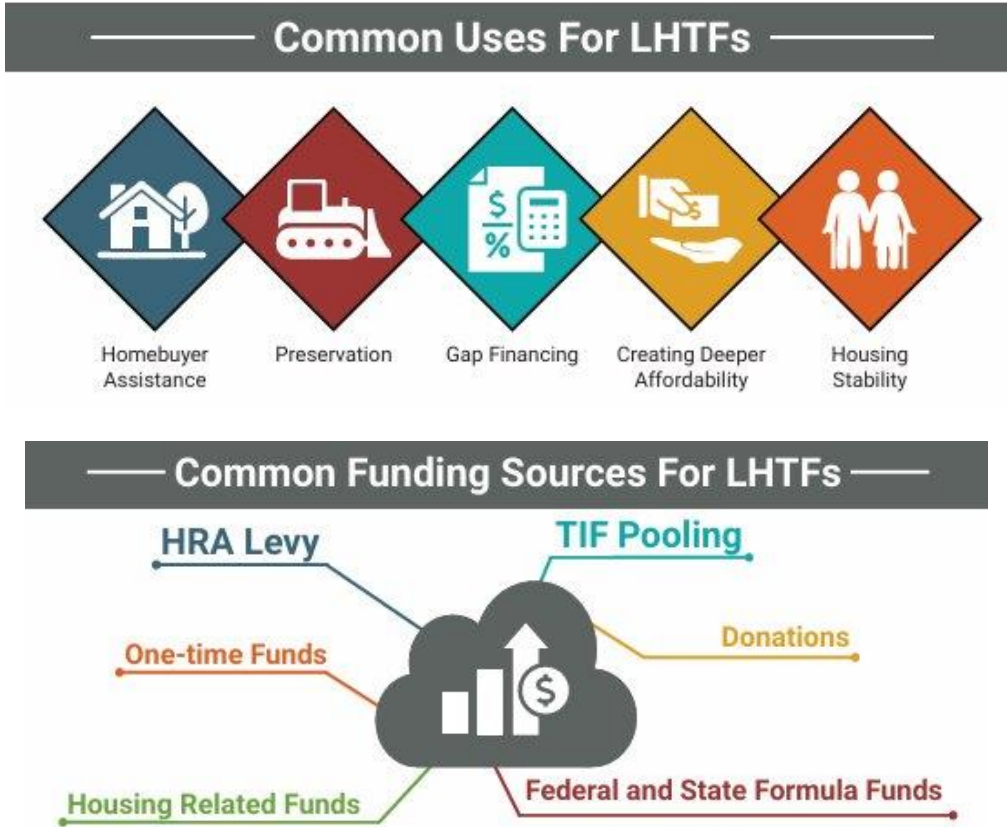 Common Uses For LHTFs
$
%
$
Homebuyer
Assistance
Preservation
Gap Financing
Creating Deeper
Affordability
Housing
Stability
Common Funding Sources For LHTFs
HRA Levy
TIF Pooling
One-time Funds
Donations
$
Housing Related Funds
Federal and State Formula Funds